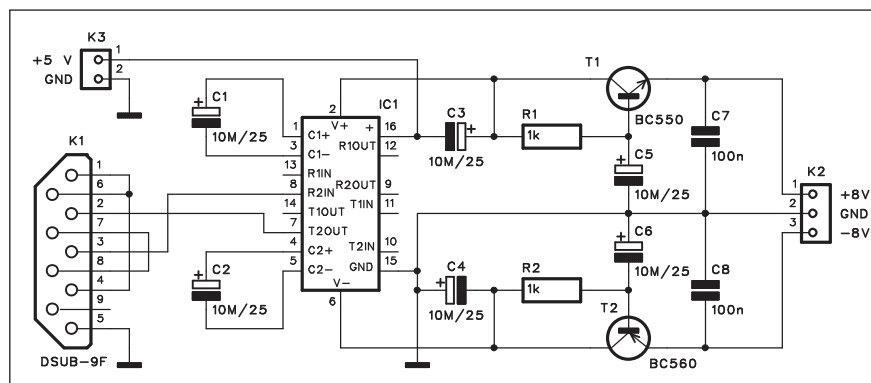 K3
+5 V
GND
1
2
K1
1
6
2
7
3
8
4
9
5
DSUB-9F
C1
10M/25
C2
10M/25
IC1
2
V+
1
C1+
3
C1-
13
R1IN
8
R2IN
14
T1OUT
7
T2OUT
4
C2+
5
C2-
V-
6
+
16
R1OUT
12
R2OUT
9
T1IN
11
T2IN
10
GND
15
C3
10M/25
R1
1k
T1
BC550
C5
10M/25
C7
100n
C4
10M/25
R2
1k
C6
10M/25
T2
BC560
C8
100n
K2
1
+8V
2
GND
3
-8V